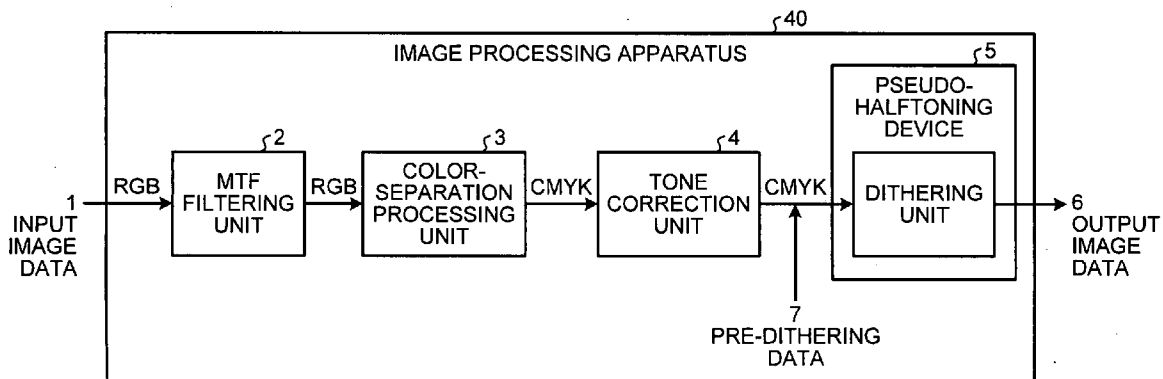 40
IMAGE PROCESSING APPARATUS
5
PSEUDO-
HALFTONING
DEVICE
2
3
4
RGB
MTF
FILTERING
UNIT
RGB
COLOR-
SEPARATION
PROCESSING
UNIT
CMYK
TONE
CORRECTION
UNIT
CMYK
DITHERING
UNIT
1
INPUT
IMAGE
DATA
6
OUTPUT
IMAGE
DATA
7
PRE-DITHERING
DATA